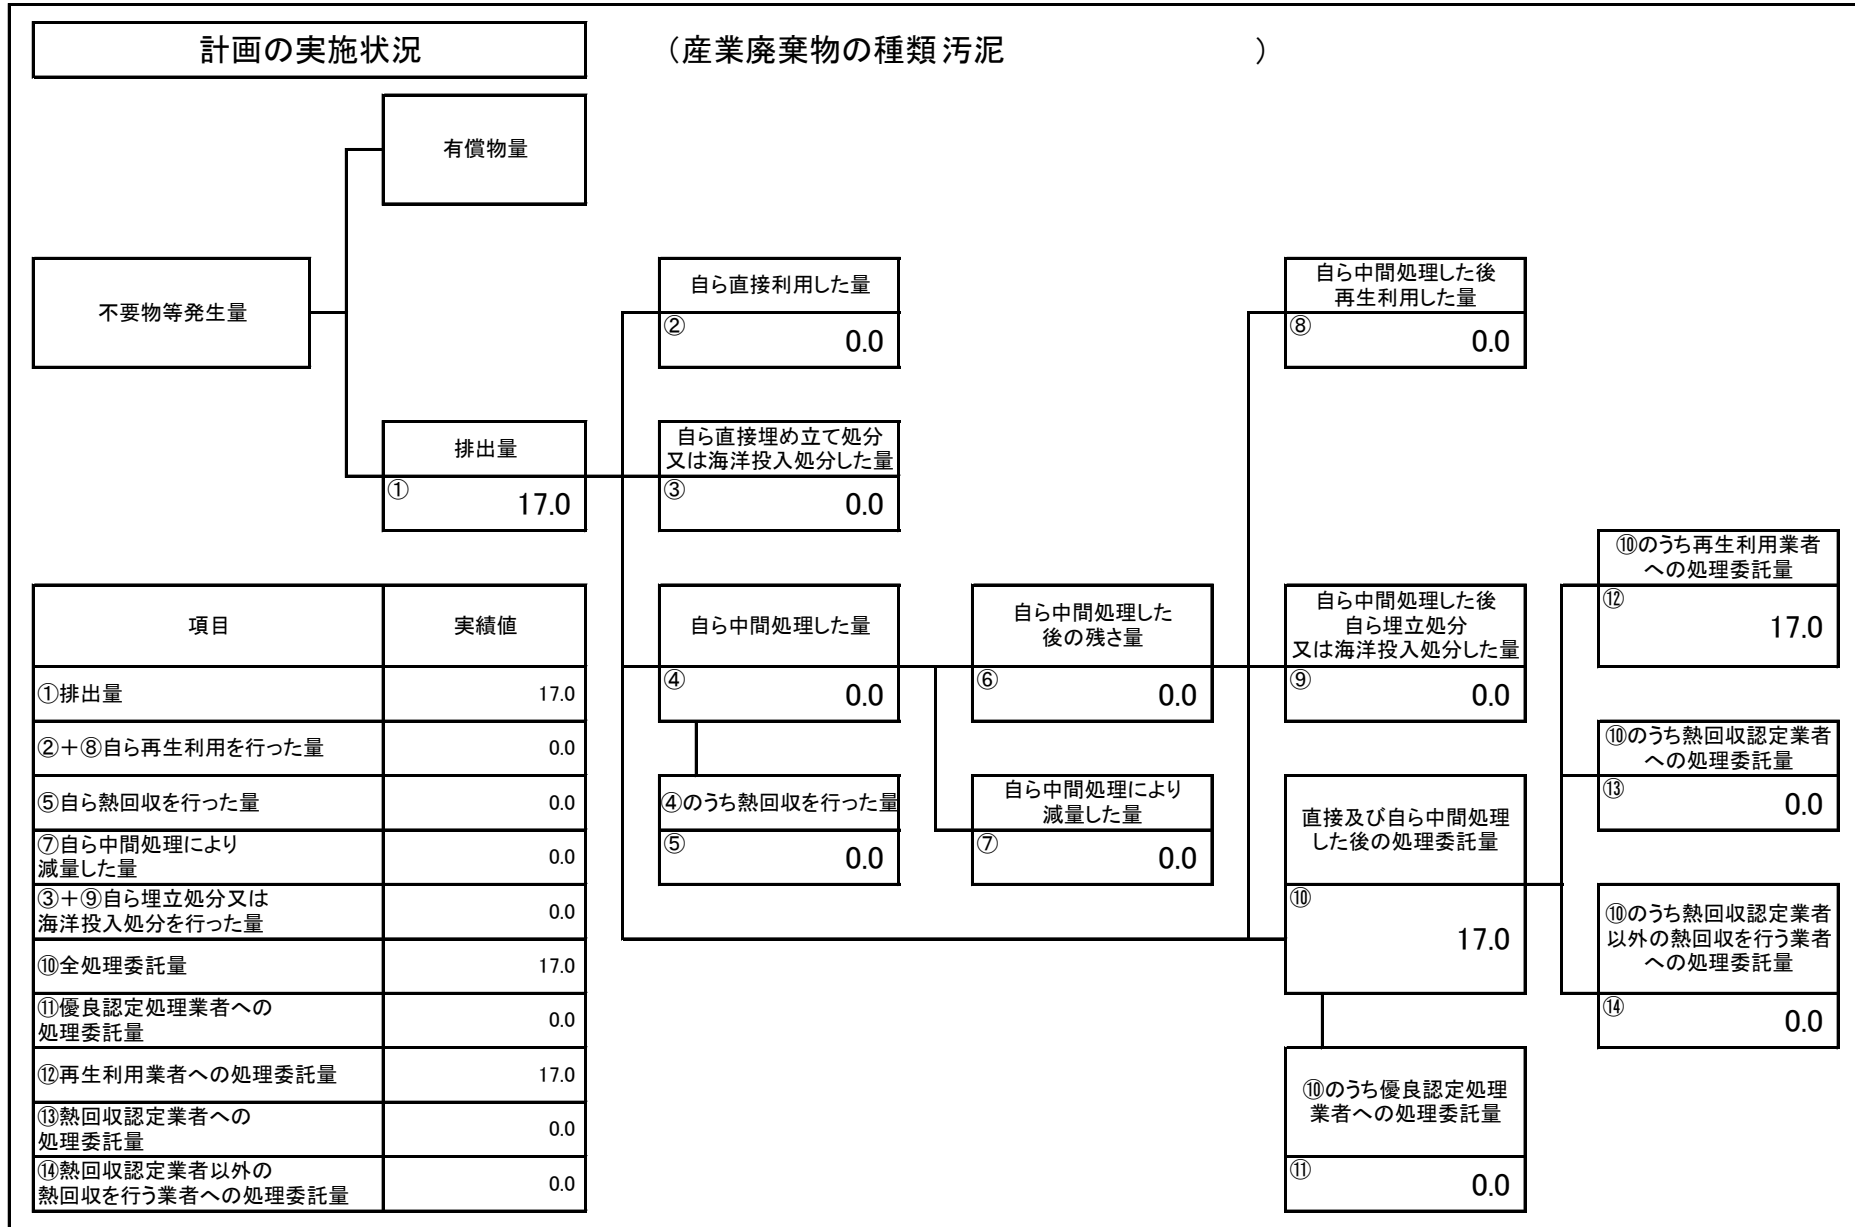 計画の実施状況
（産業廃棄物の種類 汚泥 ）
有償物量
不要物等発生量
排出量
①
17.0
自ら直接利用した量
②
0.0
自ら直接埋め立て処分
又は海洋投入処分した量
③
0.0
自ら中間処理した量
④
0.0
④のうち熱回収を行った量
⑤
0.0
自ら中間処理した
後の残さ量
⑥
0.0
自ら中間処理により
減量した量
⑦
0.0
自ら中間処理した後
再生利用した量
⑧
0.0
自ら中間処理した後
自ら埋立処分
又は海洋投入処分した量
⑨
0.0
直接及び自ら中間処理
した後の処理委託量
⑩
17.0
⑩のうち優良認定処理
業者への処理委託量
⑪
0.0
⑩のうち再生利用業者
への処理委託量
⑫
17.0
⑩のうち熱回収認定業者
への処理委託量
⑬
0.0
⑩のうち熱回収認定業者
以外の熱回収を行う業者
への処理委託量
⑭
0.0
項目 実績値
①排出量 17.0
②＋⑧自ら再生利用を行った量 0.0
⑤自ら熱回収を行った量 0.0
⑦自ら中間処理により
減量した量 0.0
③＋⑨自ら埋立処分又は
海洋投入処分を行った量 0.0
⑩全処理委託量 17.0
⑪優良認定処理業者への
処理委託量 0.0
⑫再生利用業者への処理委託量 17.0
⑬熱回収認定業者への
処理委託量 0.0
⑭熱回収認定業者以外の
熱回収を行う業者への処理委託量 0.0